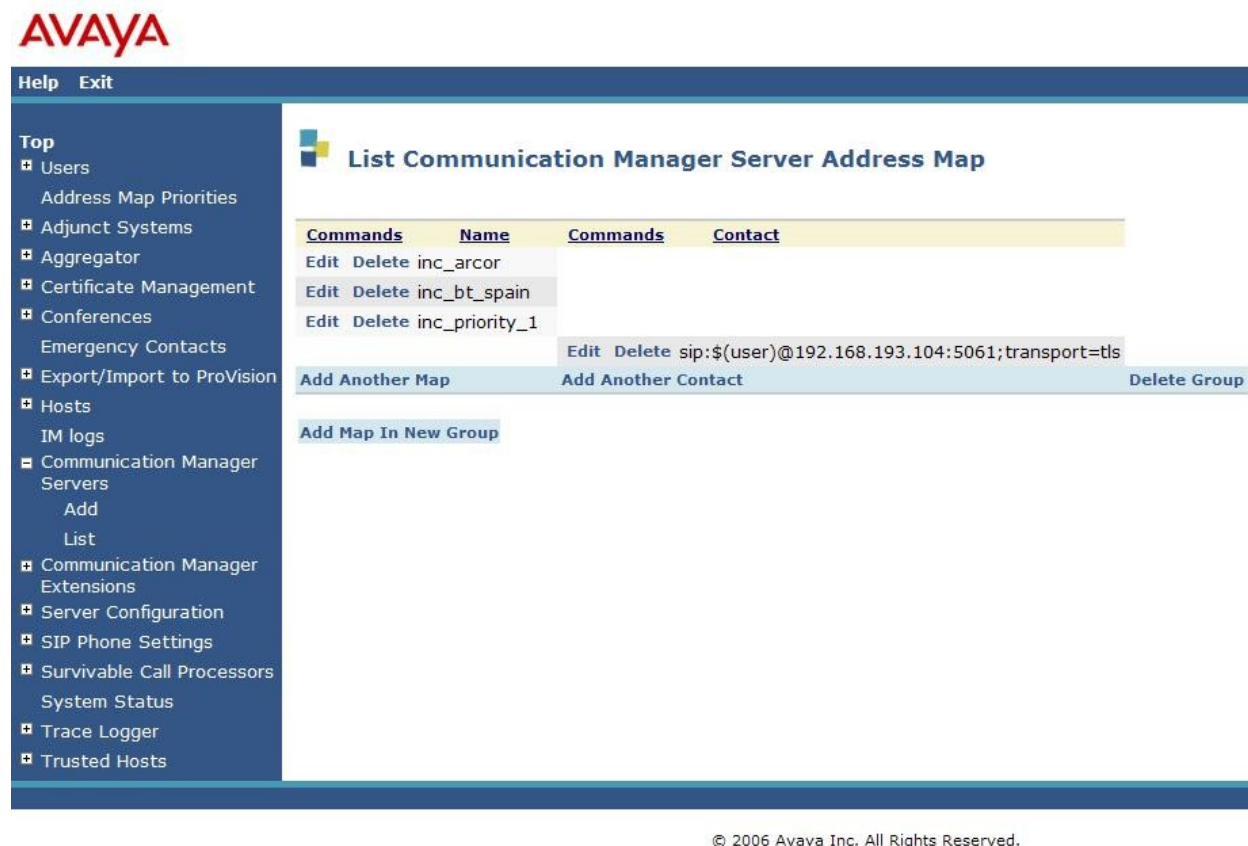 AVAYA
Help Exit
Top
Users
Address Map Priorities
Adjunct Systems
Aggregator
Certificate Management
Conferences
Emergency Contacts
Export/Import to ProVision
Hosts
IM logs
Communication Manager
Servers
Add
List
Communication Manager
Extensions
Server Configuration
SIP Phone Settings
Survivable Call Processors
System Status
Trace Logger
Trusted Hosts
List Communication Manager Server Address Map
Commands Name Commands Contact
Edit Delete inc_arcor
Edit Delete inc_bt_spain
Edit Delete inc_priority_1
Edit Delete sip:$(user)@192.168.193.104:5061;transport=tls
Add Another Map Add Another Contact Delete Group
Add Map In New Group
© 2006 Avaya Inc. All Rights Reserved.